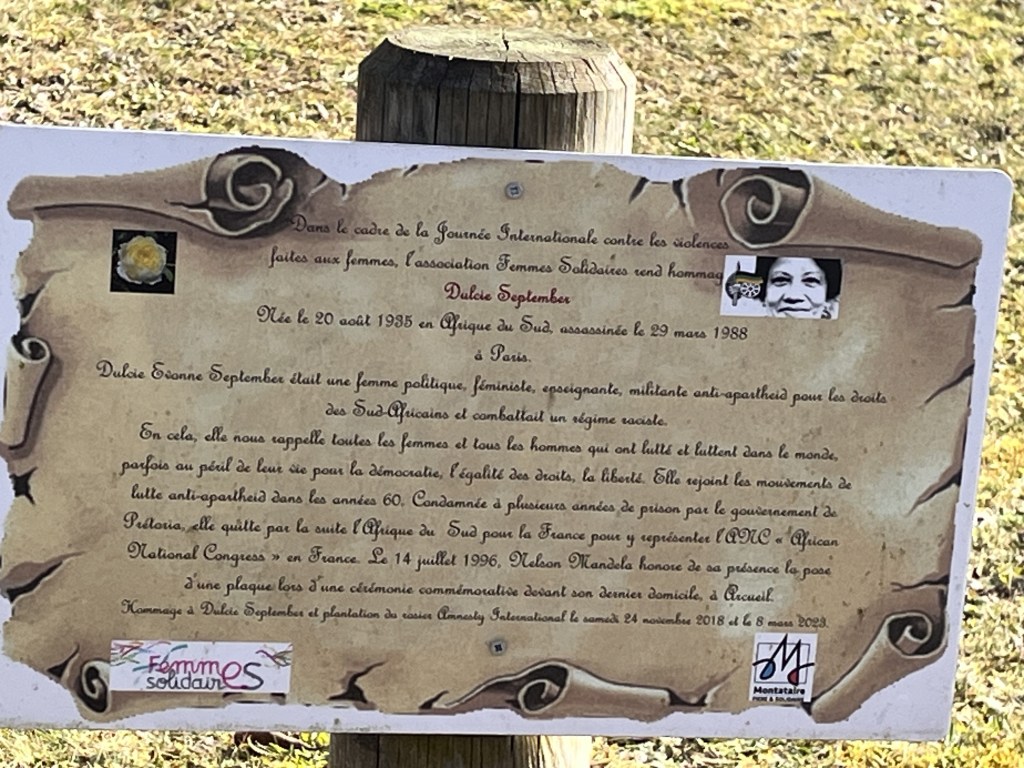 Dans le cadre de la Journée Internationale contre les violences
faites aux femmes, l'association Femmes Solidaires rend hommag
Dulcie September
Née le 20 août 1935 en Afrique du Sud, assassinée le 29 mars 1988
à Paris.
Dulcie Evonne September était une femme politique, féministe, enseignante, militante anti-apartheid pour les droits
des Sud-Africains et combattait un régime raciste.
En cela, elle nous rappelle toutes les femmes et tous les hommes qui ont lutté et luttent dans le monde,
parfois au péril de leur vie pour la démocratie, l'égalité des droits, la liberté. Elle rejoint les mouvements de
lutte anti-apartheid dans les années 60. Condamnée à plusieurs années de prison par le gouvernement de
Prétoria, elle quitte par la suite l'Afrique du Sud pour la France pour y représenter l'ANC « African
National Congress » en France. Le 14 juillet 1996, Nelson Mandela honore de sa présence la pose
d'une plaque lors d'une cérémonie commémorative devant son dernier domicile, à Arcueil.
Hommage à Dulcie September et plantation du rosier Amnesty International le samedi 24 novembre 2018 et le 8 mars 2023.
Femmes
solidaires
Montataire